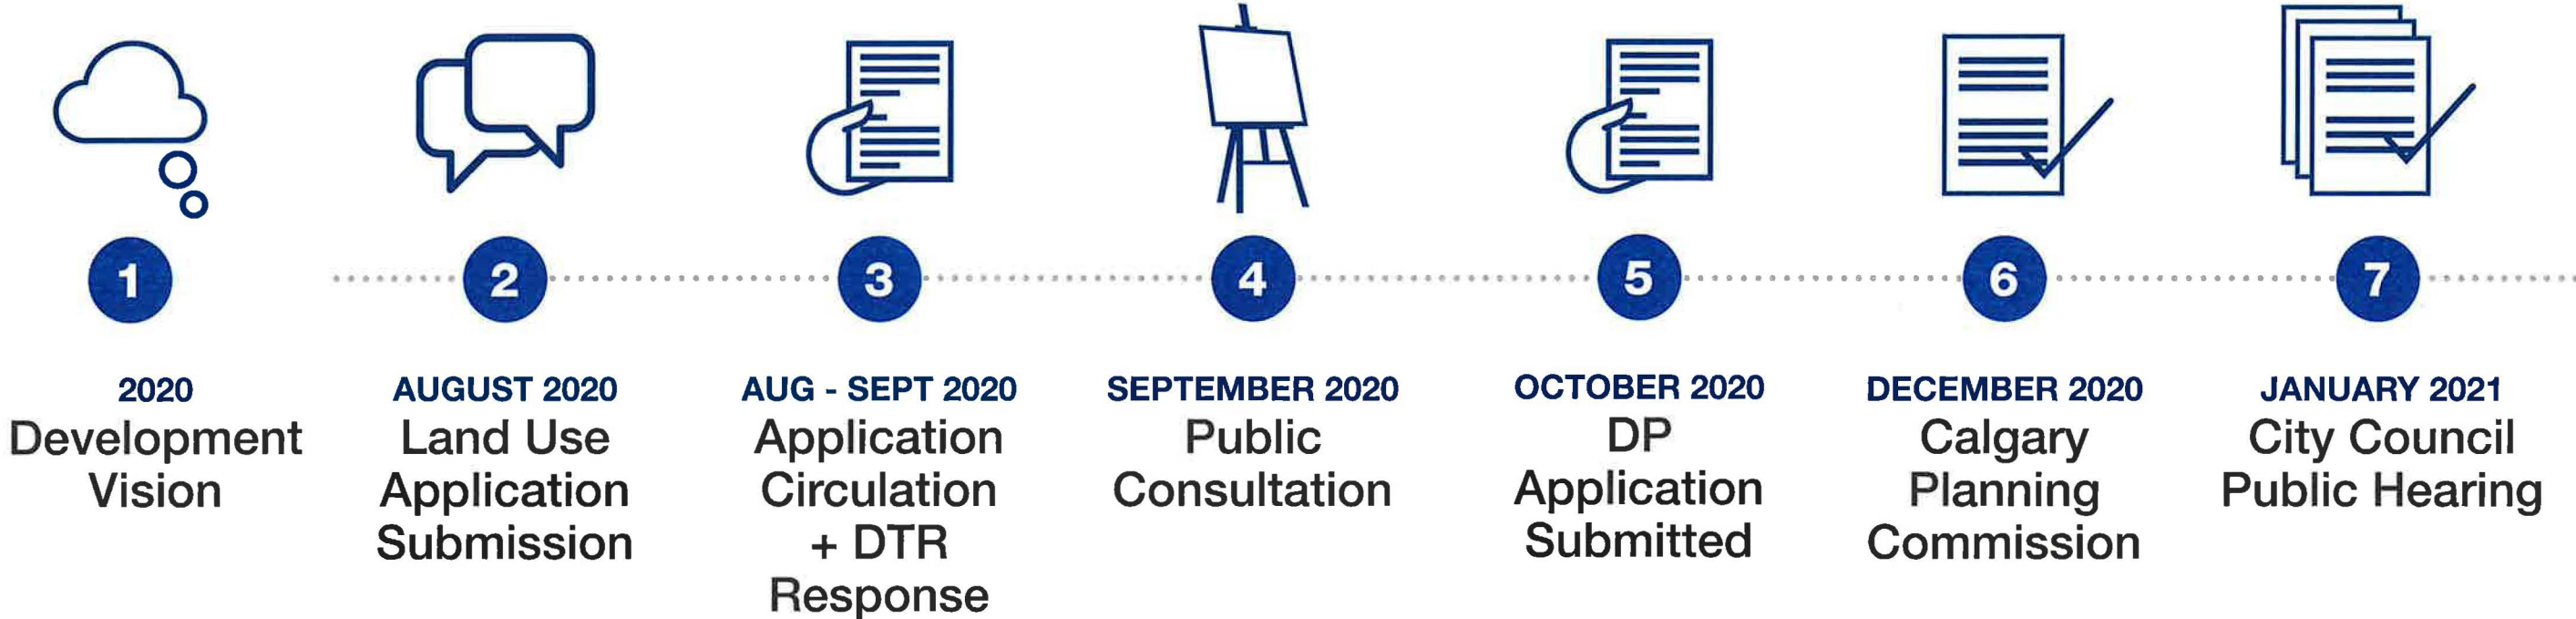 1
2
3
4
5
6
7
2020
Development
Vision
AUGUST 2020
Land Use
Application
Submission
AUG - SEPT 2020
Application
Circulation
+ DTR
Response
SEPTEMBER 2020
Public
Consultation
OCTOBER 2020
DP
Application
Submitted
DECEMBER 2020
Calgary
Planning
Commission
JANUARY 2021
City Council
Public Hearing